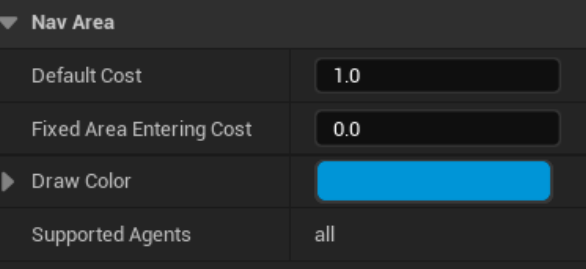 Nav Area
Default Cost 1.0
Fixed Area Entering Cost 0.0
Draw Color
Supported Agents all